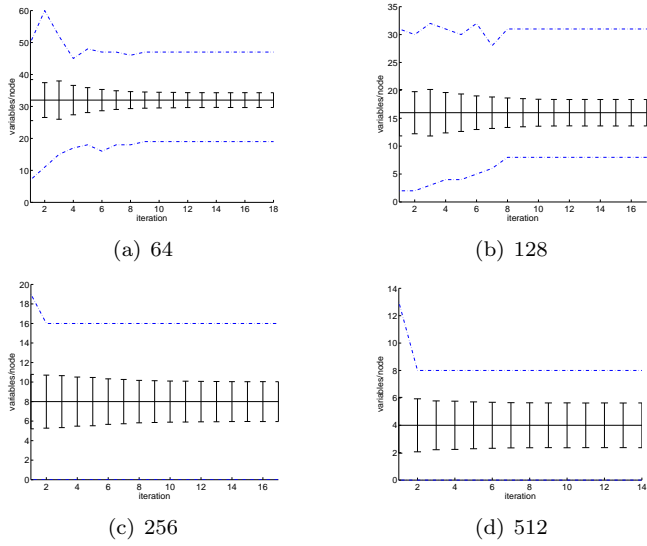 60
50
40
30
20
10
0
variables/node
2 4 6 8 10 12 14 16 18
iteration
(a) 64
35
30
25
20
15
10
5
0
variables/node
2 4 6 8 10 12 14 16
iteration
(b) 128
20
18
16
14
12
10
8
6
4
2
0
variables/node
2 4 6 8 10 12 14 16
iteration
(c) 256
14
12
10
8
6
4
2
0
variables/node
2 4 6 8 10 12 14
iteration
(d) 512